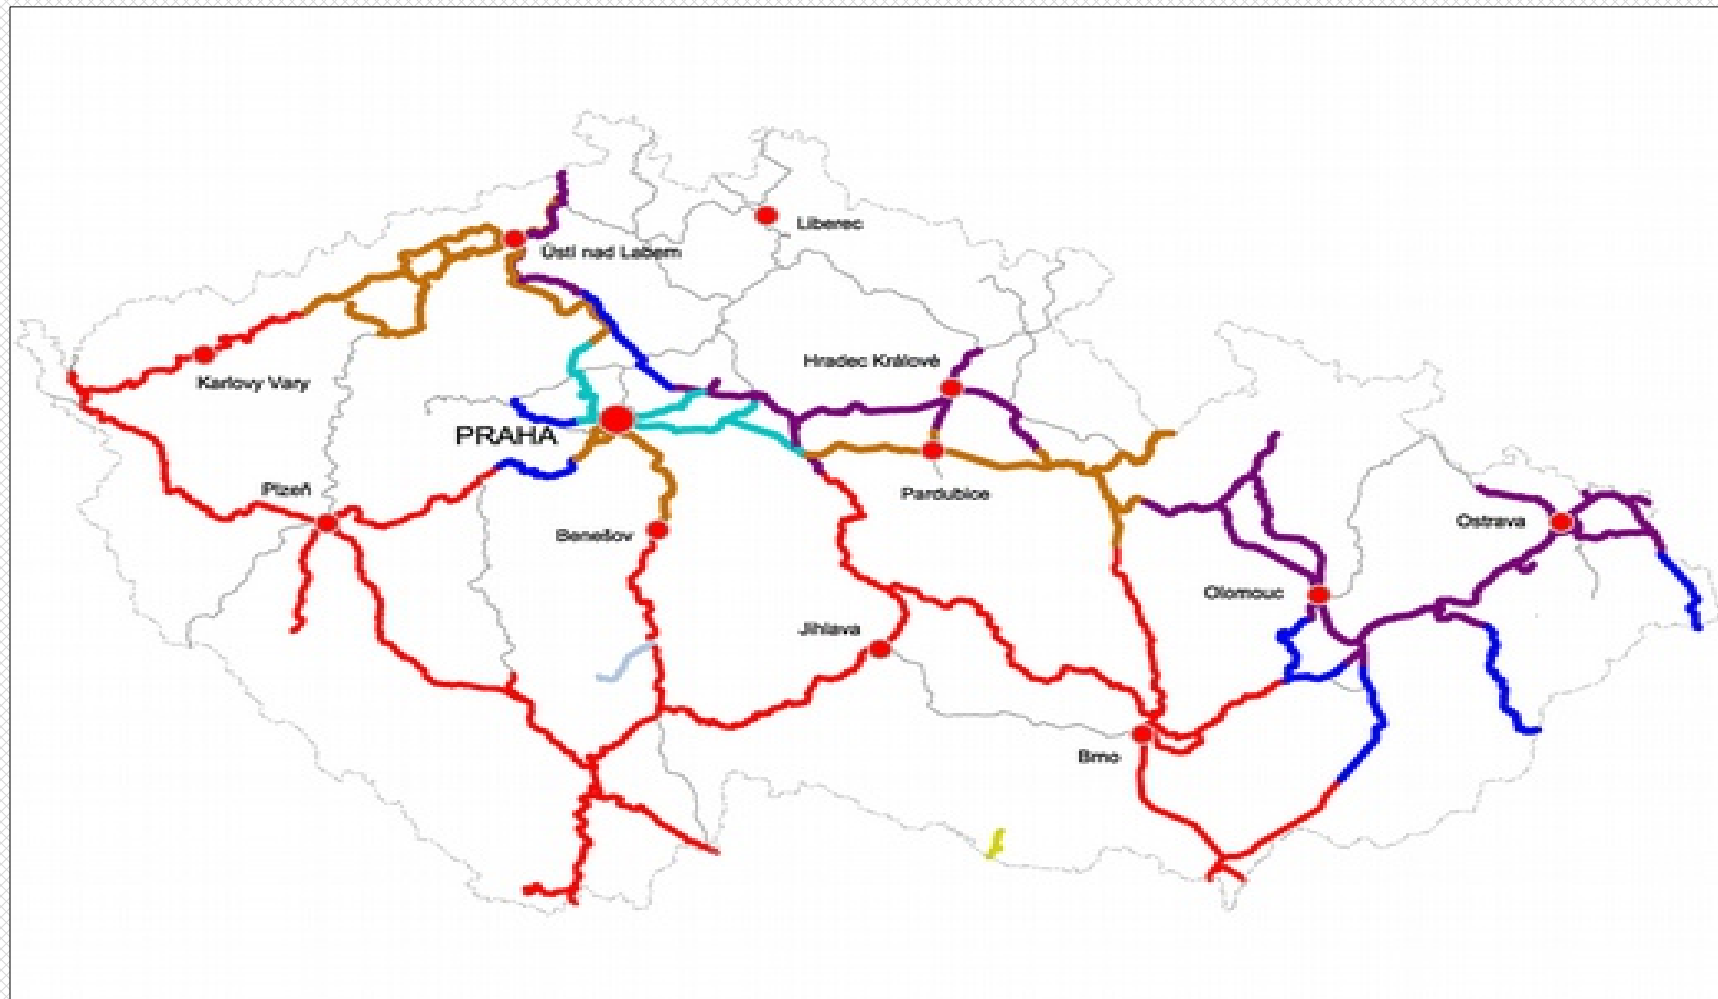 Liberec
Ústí nad Labem
Hradec Králové
Karlovy Vary
PRAHA
Plzeň
Pardubice
Ostrava
Benešov
Olomouc
Jihlava
Brno